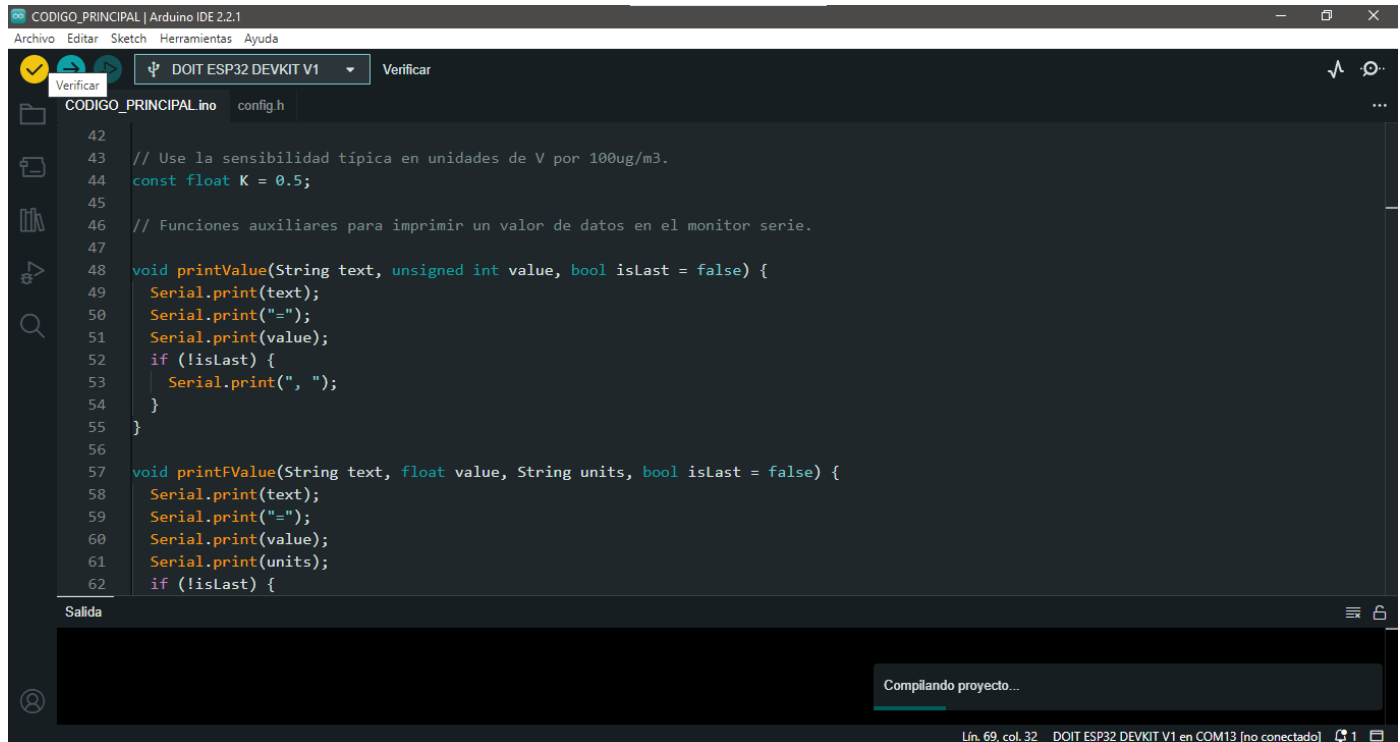 CODIGO_PRINCIPAL | Arduino IDE 2.2.1
Archivo Editar Sketch Herramientas Ayuda
DOIT ESP32 DEVKIT V1 Verificar
Verificar
CODIGO_PRINCIPAL.ino config.h
42
43 // Use la sensibilidad típica en unidades de V por 100ug/m3.
44 const float K = 0.5;
45
46 // Funciones auxiliares para imprimir un valor de datos en el monitor serie.
47
48 void printValue(String text, unsigned int value, bool isLast = false) {
49 Serial.print(text);
50 Serial.print("=");
51 Serial.print(value);
52 if (!isLast) {
53 Serial.print(", ");
54 }
55 }
56
57 void printFValue(String text, float value, String units, bool isLast = false) {
58 Serial.print(text);
59 Serial.print("=");
60 Serial.print(value);
61 Serial.print(units);
62 if (!isLast) {
Salida
Compilando proyecto...
Lín. 69, col. 32 DOIT ESP32 DEVKIT V1 en COM13 [no conectado] 1